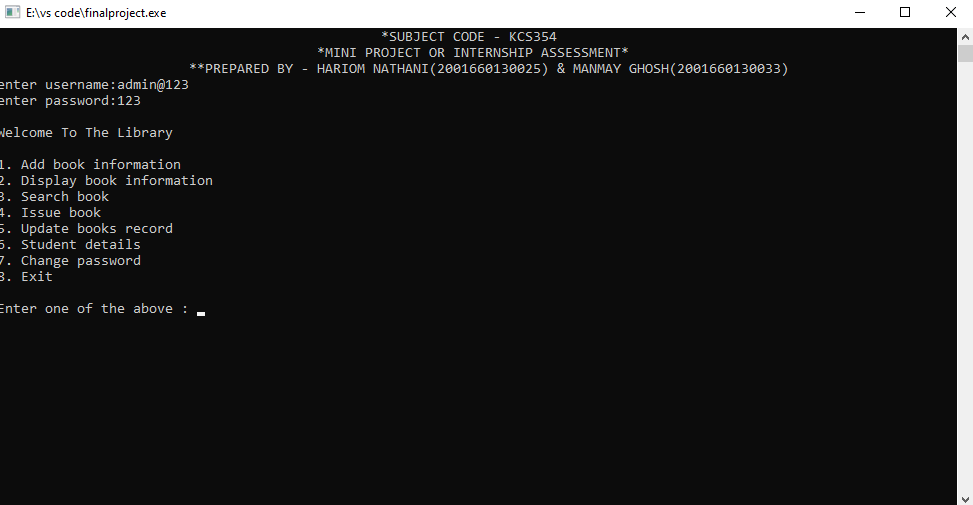 E:\vs code\finalproject.exe
*SUBJECT CODE - KCS354
*MINI PROJECT OR INTERNSHIP ASSESSMENT*
**PREPARED BY - HARIOM NATHANI(2001660130025) & MANMAY GHOSH(2001660130033)
enter username:admin@123
enter password:123
Welcome To The Library
1. Add book information
2. Display book information
3. Search book
4. Issue book
5. Update books record
6. Student details
7. Change password
8. Exit
Enter one of the above :